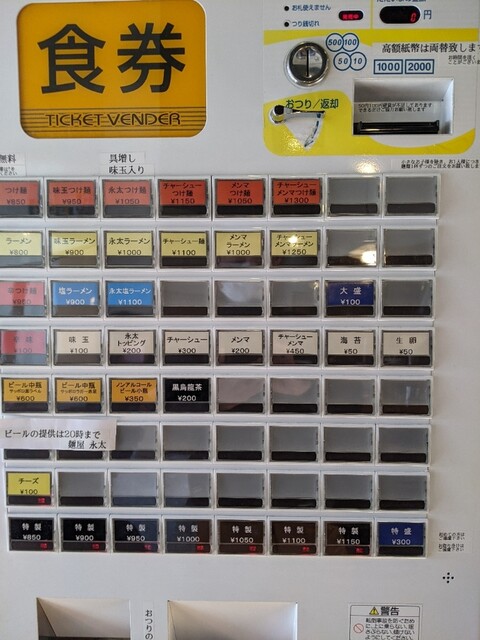 食券
TICKET VENDER
お札使えません
つり銭切れ
発売中
0 円
500 100
50 10
高額紙幣は両替致します
1000 2000
おつり/返却
無料
具増し
味玉入り
つけ麺 ¥850
味玉つけ麺 ¥950
永太つけ麺 ¥1050
チャーシューつけ麺 ¥1150
メンマつけ麺 ¥1050
チャーシューメンマつけ麺 ¥1300
ラーメン ¥800
味玉ラーメン ¥900
永太ラーメン ¥1000
チャーシュー麺 ¥1100
メンマラーメン ¥1000
チャーシューメンマラーメン ¥1250
辛つけ麺 ¥950
塩ラーメン ¥900
永太塩ラーメン ¥1100
大盛 ¥100
¥100
味玉 ¥100
永太トッピング ¥200
チャーシュー ¥300
メンマ ¥200
チャーシューメンマ ¥450
海苔 ¥50
生卵 ¥50
ビール中瓶 ¥600
ビール中瓶 ¥600
ノンアルコールビール小瓶 ¥350
黒烏龍茶 ¥200
ビールの提供は20時まで
麺屋 永太
チーズ ¥100
特製 ¥850
特製 ¥900
特製 ¥950
特製 ¥1000
特製 ¥1050
特製 ¥1100
特製 ¥1150
特盛 ¥300
警告